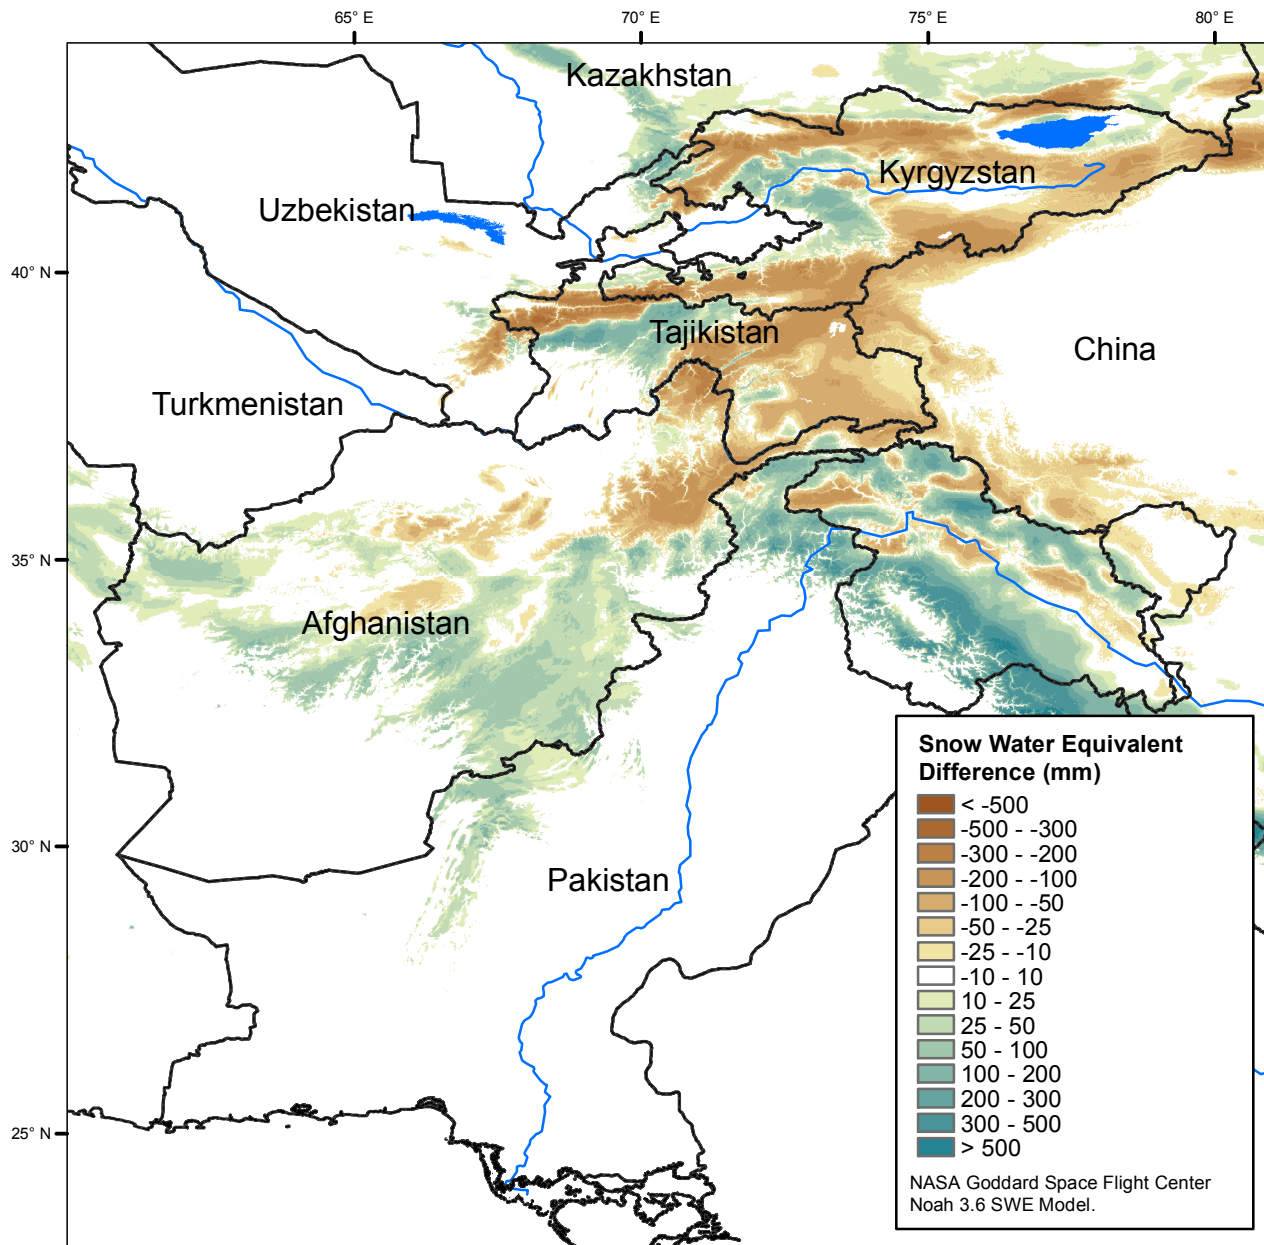 65° E
70° E
75° E
80° E
Kazakhstan
Kyrgyzstan
Uzbekistan
40° N
Tajikistan
China
Turkmenistan
35° N
Afghanistan
Snow Water Equivalent
Difference (mm)
< -500
-500 - -300
-300 - -200
-200 - -100
-100 - -50
-50 - -25
-25 - -10
-10 - 10
10 - 25
25 - 50
50 - 100
100 - 200
200 - 300
300 - 500
> 500
30° N
Pakistan
25° N
NASA Goddard Space Flight Center
Noah 3.6 SWE Model.